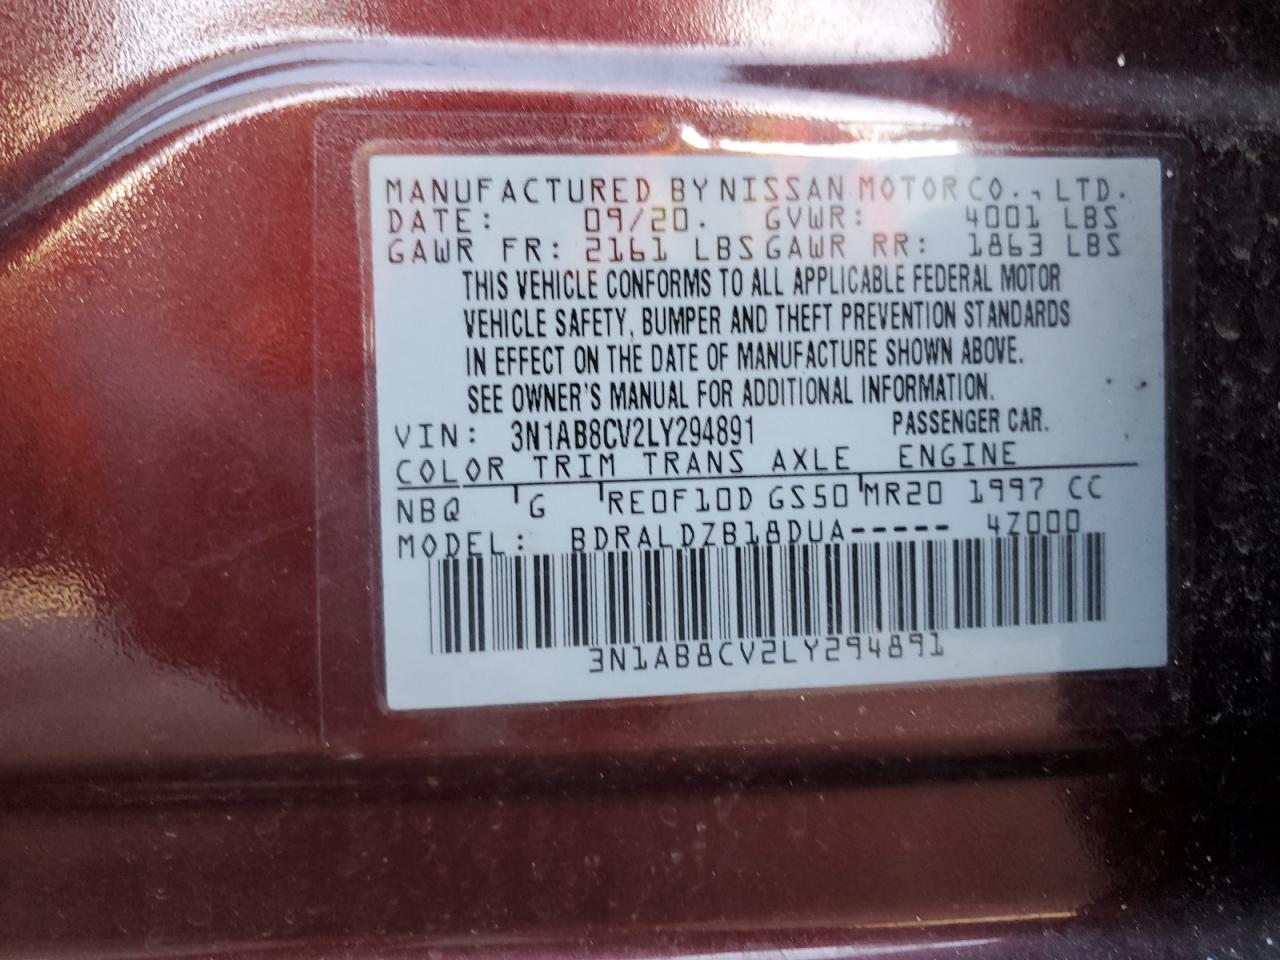 MANUFACTURED BY NISSAN MOTOR CO., LTD.
DATE: 09/20. GVWR: 4001 LBS
GAWR FR: 2161 LBS GAWR RR: 1863 LBS
THIS VEHICLE CONFORMS TO ALL APPLICABLE FEDERAL MOTOR
VEHICLE SAFETY, BUMPER AND THEFT PREVENTION STANDARDS
IN EFFECT ON THE DATE OF MANUFACTURE SHOWN ABOVE.
SEE OWNER'S MANUAL FOR ADDITIONAL INFORMATION.
VIN: 3N1AB8CV2LY294891 PASSENGER CAR.
COLOR TRIM TRANS AXLE ENGINE
NBQ G RE0F10D GS50 MR20 1997 CC
MODEL: BDRALDZB18DUA----- 4Z000
3N1AB8CV2LY294891